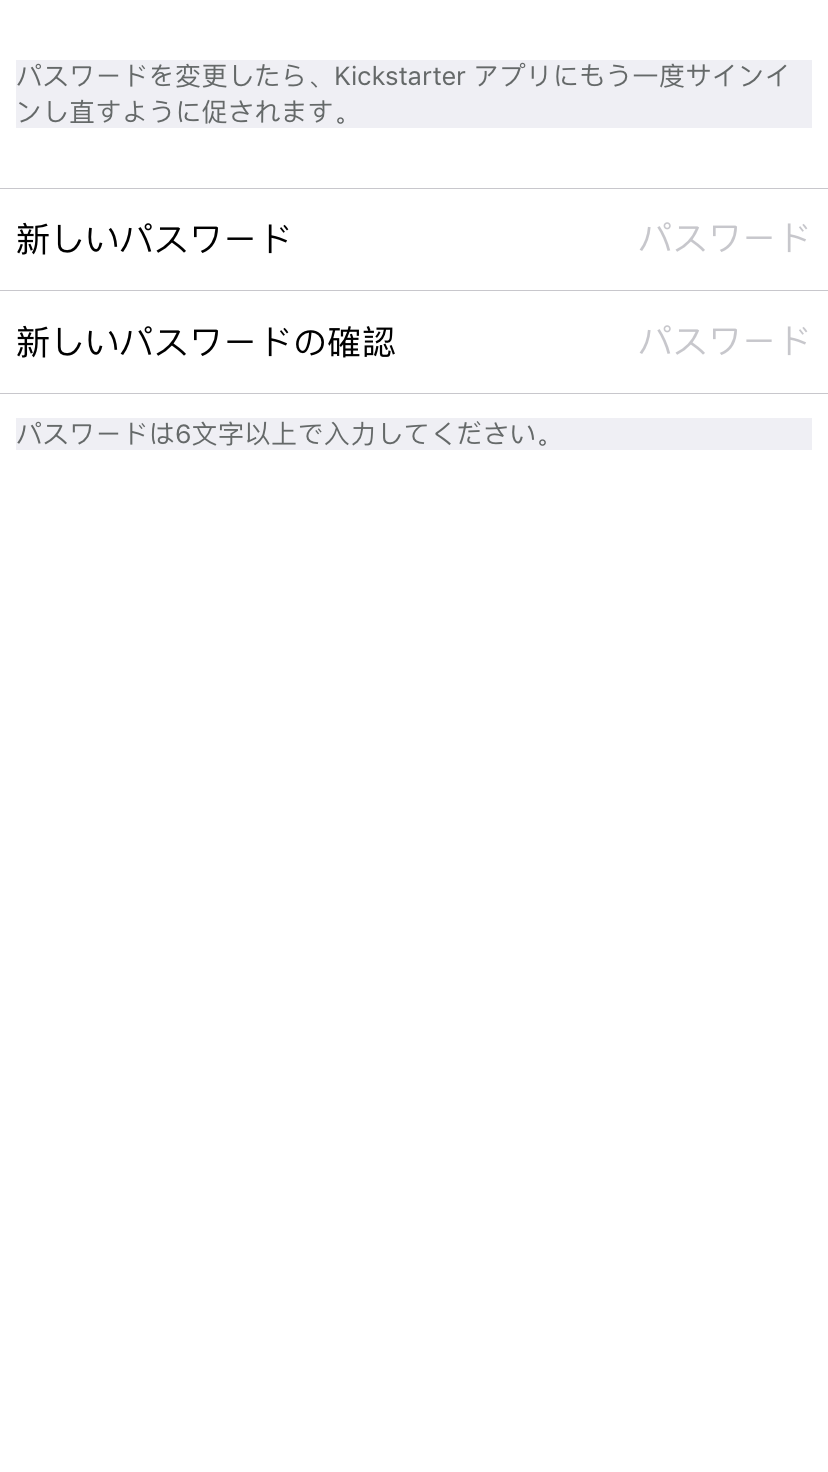 パスワードを変更したら、Kickstarter アプリにもう一度サインイ
ンし直すように促されます。
新しいパスワード パスワード
新しいパスワードの確認 パスワード
パスワードは6文字以上で入力してください。